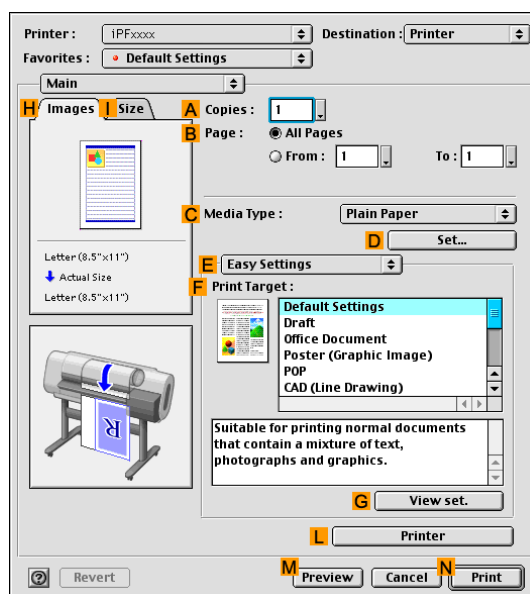 Printer : iPFxxxx Destination : Printer
Favorites : Default Settings
Main
H Images I Size A Copies : 1
B Page : All Pages
From : 1 To : 1
C Media Type : Plain Paper
D Set...
Letter (8.5"x11")
Actual Size
Letter (8.5"x11")
E Easy Settings
F Print Target :
Default Settings
Draft
Office Document
Poster (Graphic Image)
POP
CAD (Line Drawing)
R
Suitable for printing normal documents
that contain a mixture of text,
photographs and graphics.
G View set.
L Printer
? Revert M Preview Cancel N Print